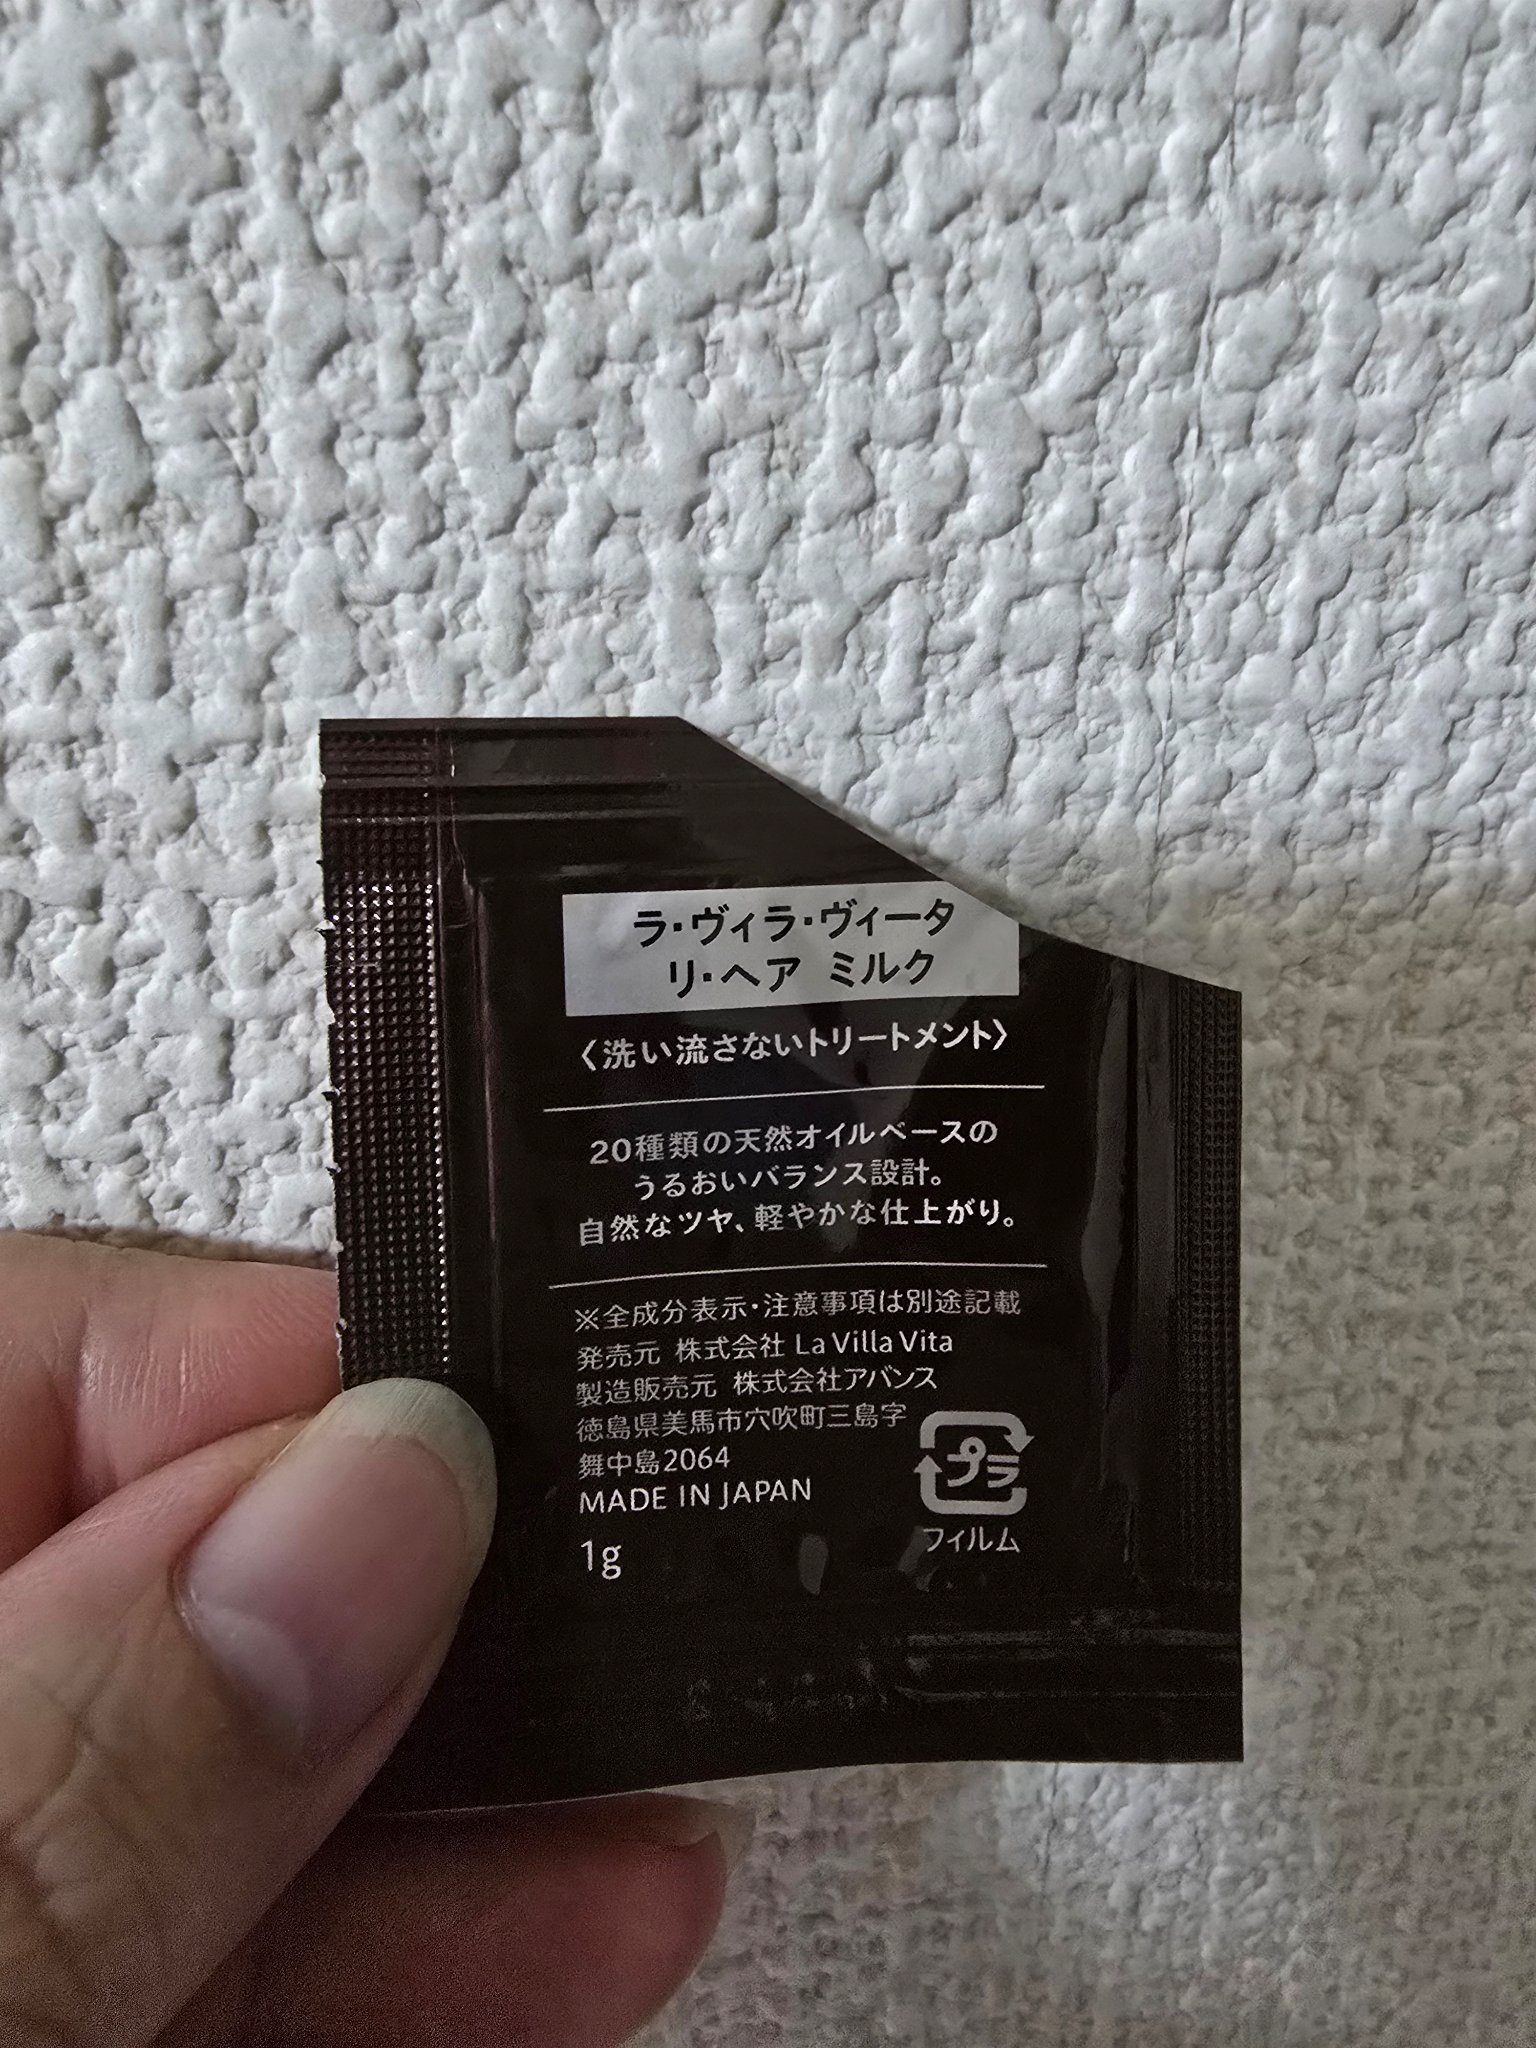 ラ・ヴィラ・ヴィータ
リ・ヘア ミルク
〈洗い流さないトリートメント〉
20種類の天然オイルベースの
うるおいバランス設計。
自然なツヤ、軽やかな仕上がり。
※全成分表示・注意事項は別途記載
発売元 株式会社 La Villa Vita
製造販売元 株式会社アバンス
徳島県美馬市穴吹町三島字
舞中島2064
MADE IN JAPAN
1g
プラ
フィルム